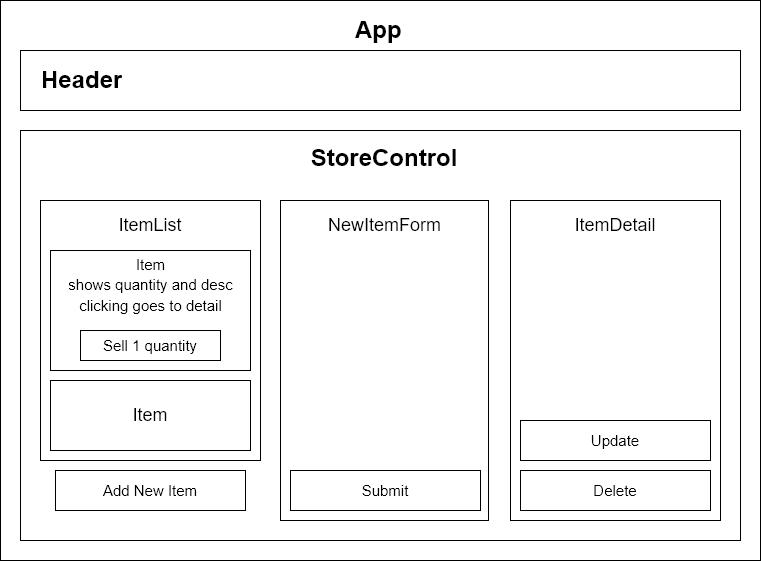 App
Header
StoreControl
ItemList
Item
shows quantity and desc
clicking goes to detail
Sell 1 quantity
Item
Add New Item
NewItemForm
Submit
ItemDetail
Update
Delete